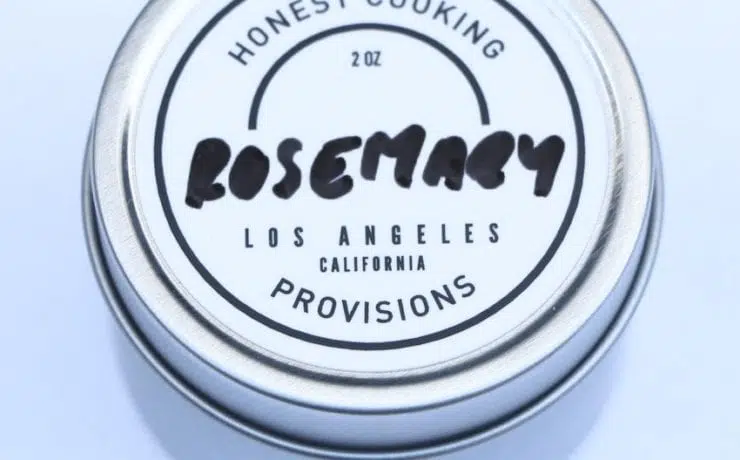 HONEST COOKING
2 OZ
ROSEMARY
LOS ANGELES
CALIFORNIA
PROVISIONS